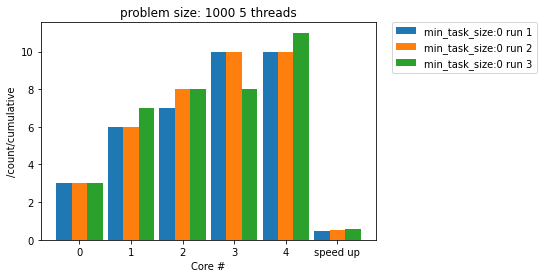 problem size: 1000 5 threads
min_task_size:0 run 1
min_task_size:0 run 2
min_task_size:0 run 3
/count/cumulative
10
8
6
4
2
0
0 1 2 3 4 speed up
Core #